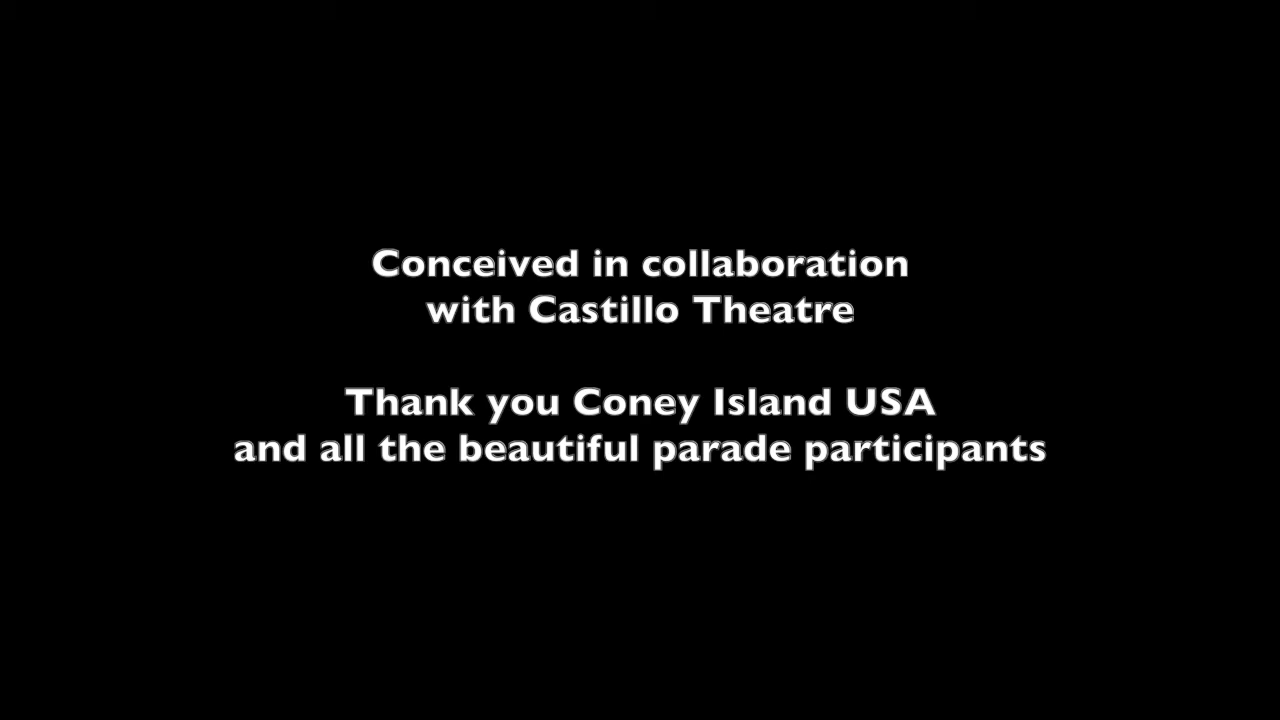 Conceived in collaboration
with Castillo Theatre
Thank you Coney Island USA
and all the beautiful parade participants